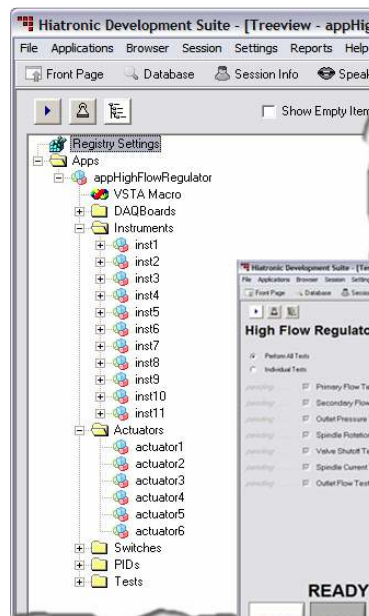 Hiatronic Development Suite - [Treeview - appHig
File Applications Browser Session Settings Reports Help
Front Page Database Session Info Speak
Show Empty Item
Registry Settings
Apps
appHighFlowRegulator
VSTA Macro
DAQBoards
Instruments
inst1
inst2
inst3
inst4
inst5
inst6
inst7
inst8
inst9
inst10
inst11
Actuators
actuator1
actuator2
actuator3
actuator4
actuator5
actuator6
Switches
PIDs
Tests
Hiatronic Development Suite - [Tes
File Applications Browser Session Setting
Front Page Database Sessio
High Flow Regulato
Perform All Tests
Individual Tests
pending Primary Flow Te
pending Secondary Flow
pending Outlet Pressure
pending Spindle Rotation
pending Valve Shutoff Te
pending Spindle Current
pending Outlet Flow Test
READY